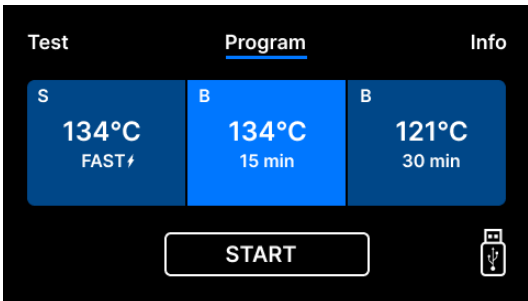 Test
Program
Info
S
134°C
FAST⚡
B
134°C
15 min
B
121°C
30 min
START